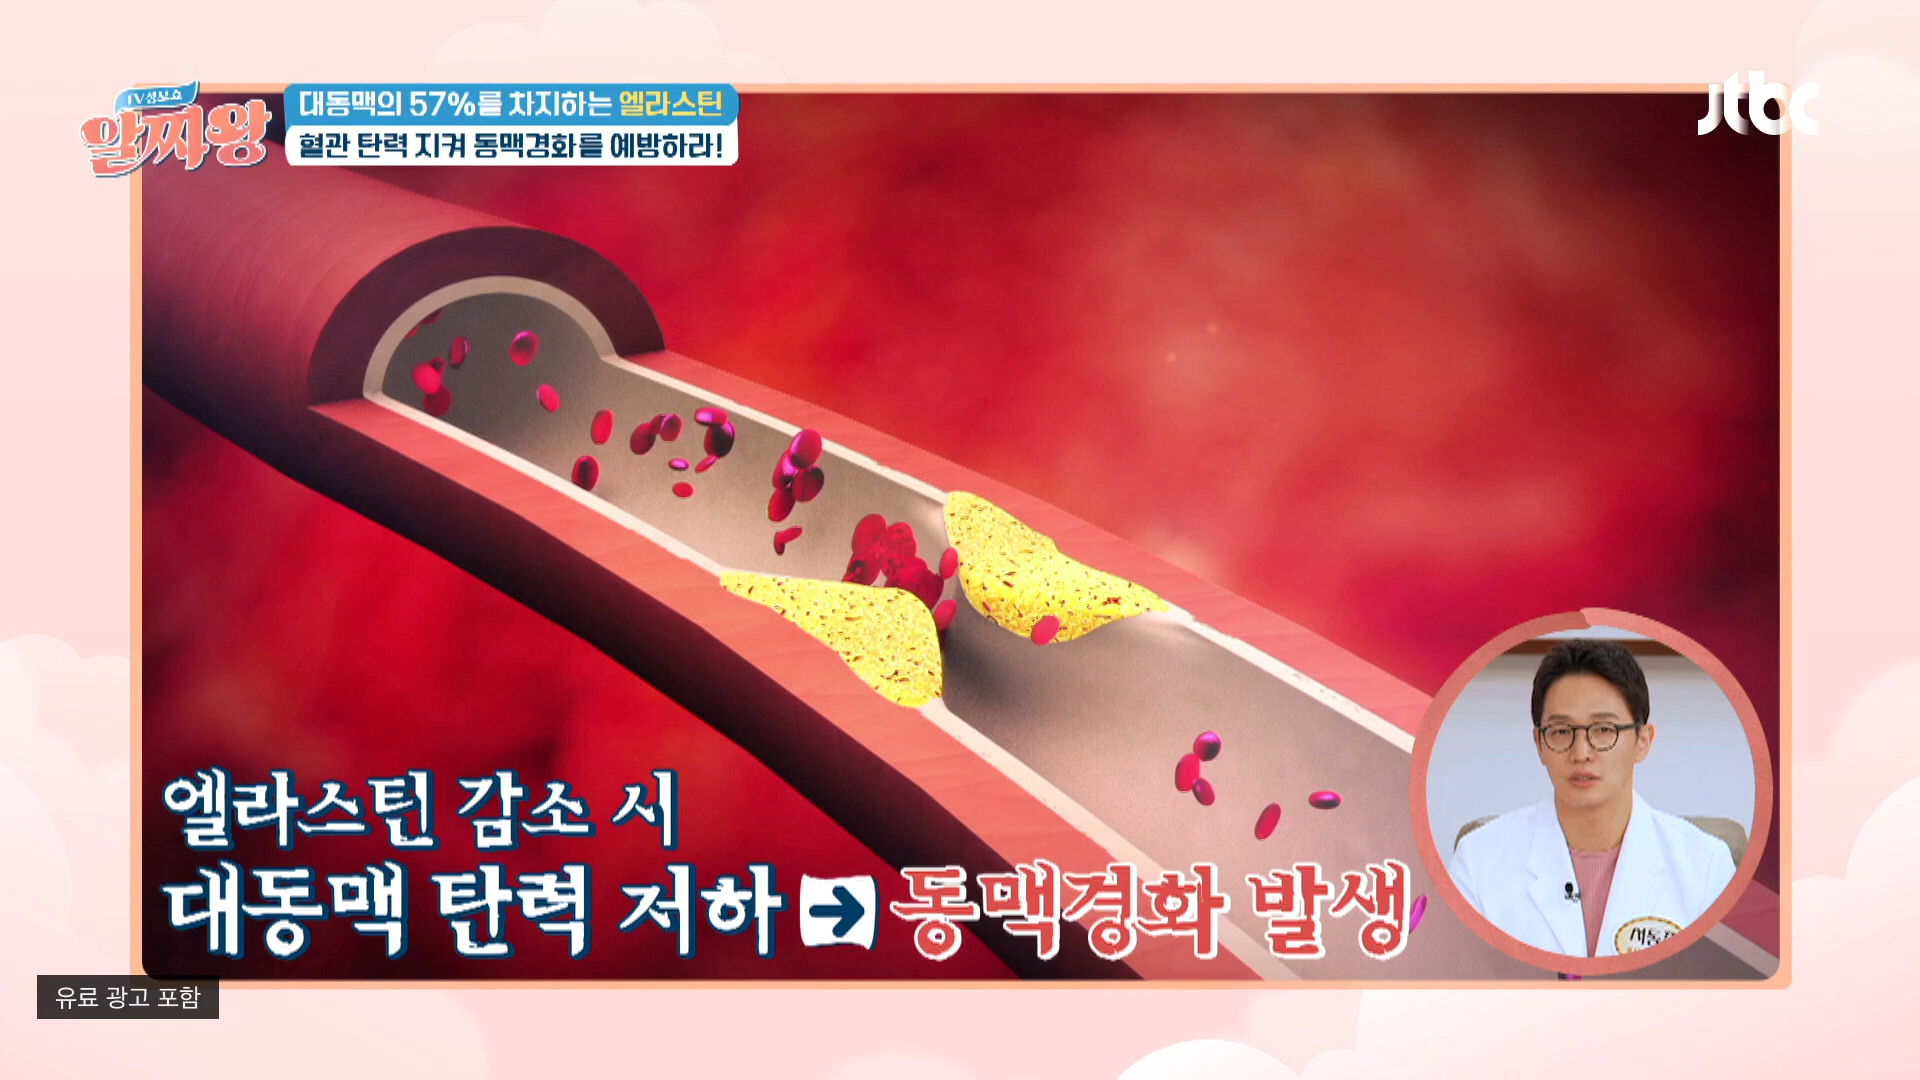 TV정보쇼
알짜왕
대동맥의 57%를 차지하는 엘라스틴
혈관 탄력 지켜 동맥경화를 예방하라!
jtbc
엘라스틴 감소 시
대동맥 탄력 저하 → 동맥경화 발생
유료 광고 포함